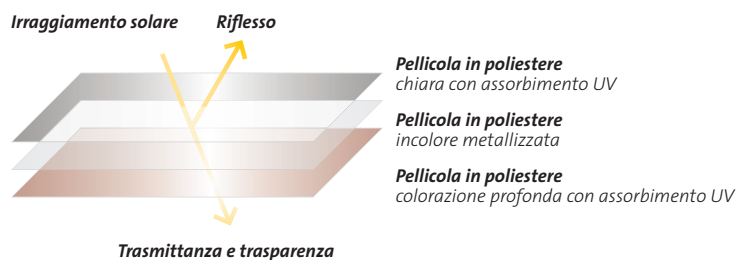 Irraggiamento solare
Riflesso
Pellicola in poliestere
chiara con assorbimento UV
Pellicola in poliestere
incolore metallizzata
Pellicola in poliestere
colorazione profonda con assorbimento UV
Trasmittanza e trasparenza